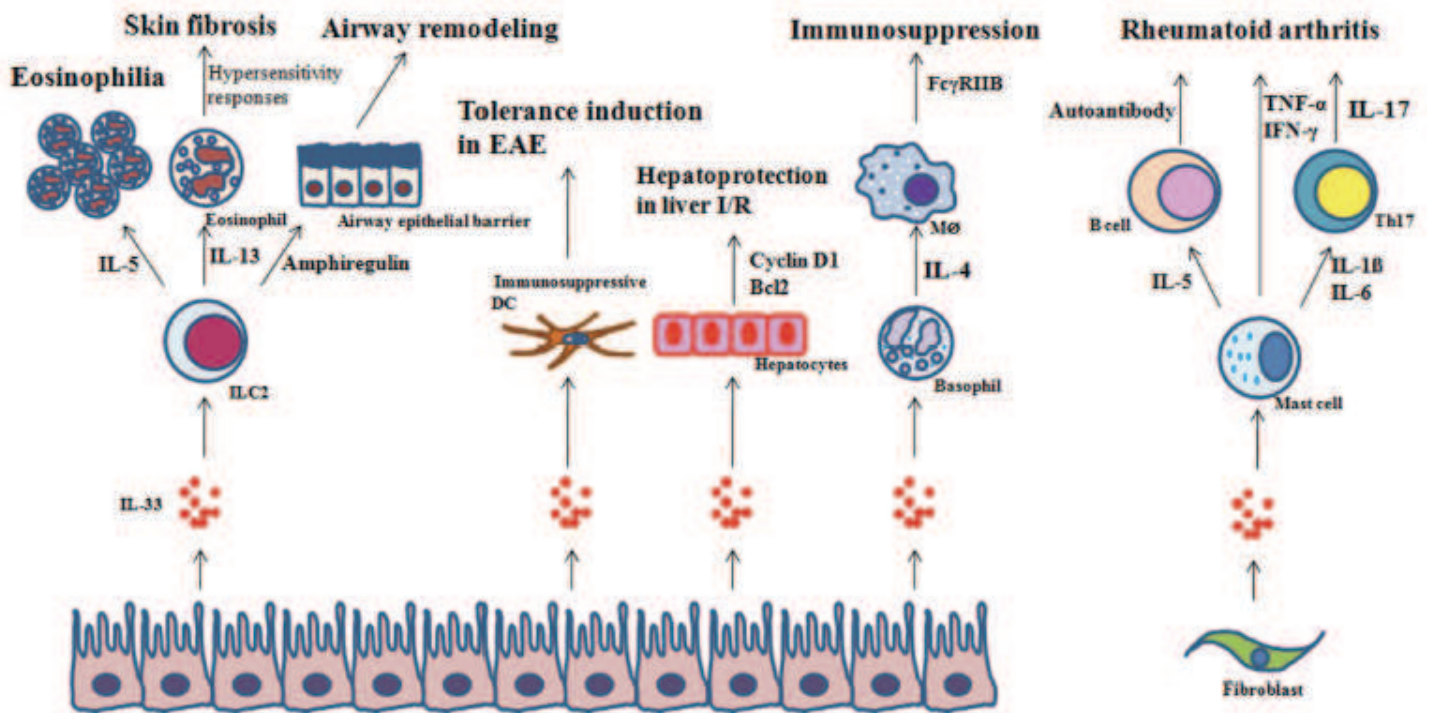 Skin fibrosis
Airway remodeling
Immunosuppression
Rheumatoid arthritis
Eosinophilia
Hypersensitivity
responses
Tolerance induction
in EAE
FcγRIIB
Autoantibody
TNF-α
IFN-γ
IL-17
Hepatoprotection
in liver I/R
Eosinophil
Airway epithelial barrier
MØ
B cell
Th17
IL-5
IL-13
Amphiregulin
Immunosuppressive
DC
Cyclin D1
Bcl2
IL-4
IL-5
IL-1ß
IL-6
ILC2
Hepatocytes
Basophil
Mast cell
IL-33
Fibroblast